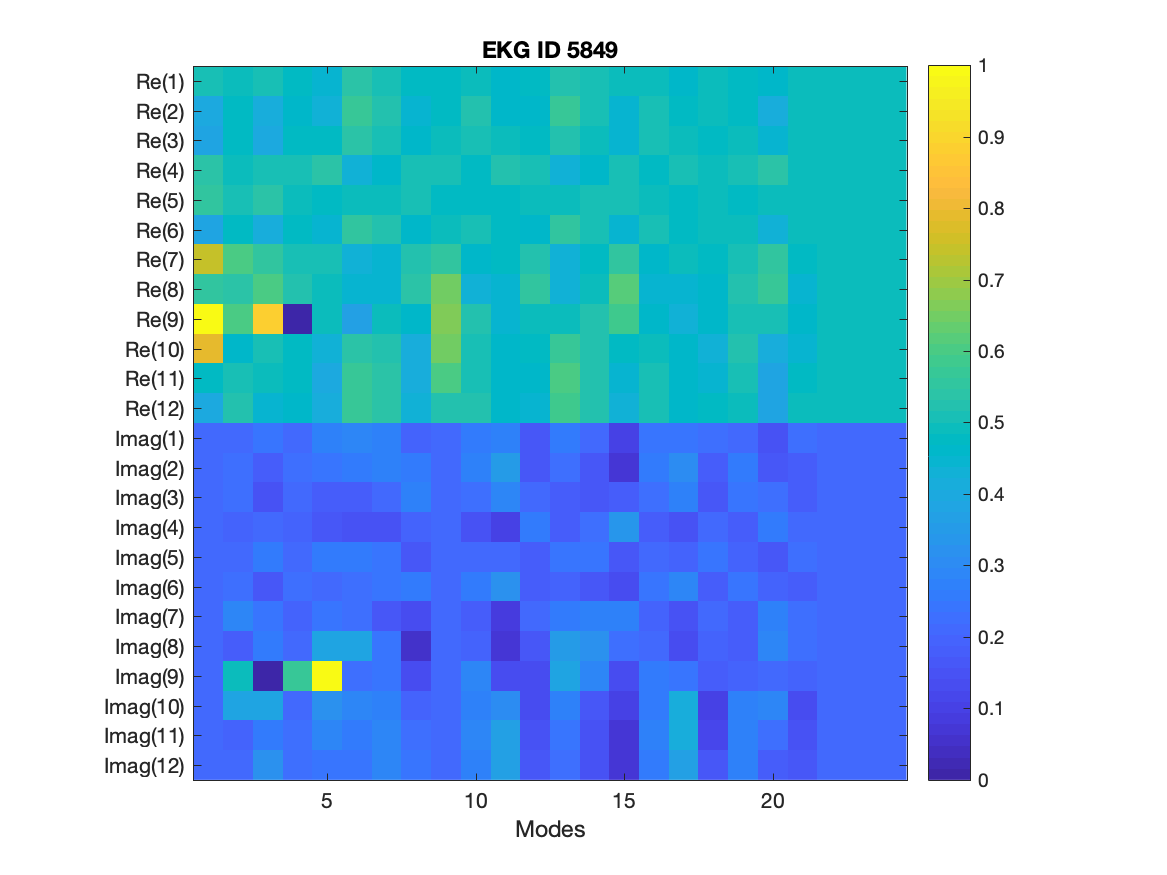 EKG ID 5849
Re(1)
Re(2)
Re(3)
Re(4)
Re(5)
Re(6)
Re(7)
Re(8)
Re(9)
Re(10)
Re(11)
Re(12)
Imag(1)
Imag(2)
Imag(3)
Imag(4)
Imag(5)
Imag(6)
Imag(7)
Imag(8)
Imag(9)
Imag(10)
Imag(11)
Imag(12)
5 10 15 20
Modes
1
0.9
0.8
0.7
0.6
0.5
0.4
0.3
0.2
0.1
0